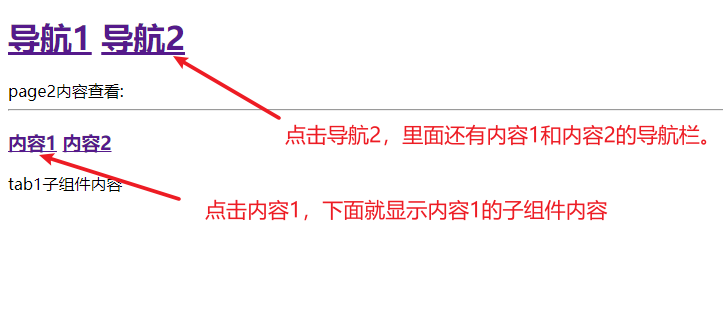 导航1 导航2
page2内容查看:
点击导航2，里面还有内容1和内容2的导航栏。
内容1 内容2
tab1子组件内容
点击内容1，下面就显示内容1的子组件内容